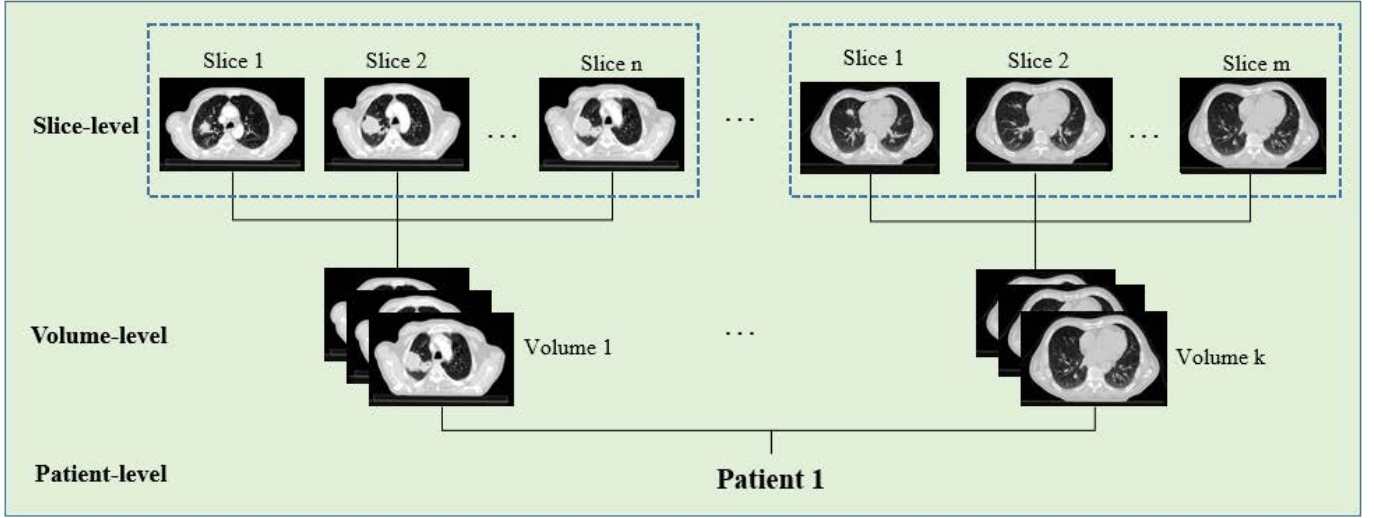 Slice 1
Slice 2
Slice n
Slice 1
Slice 2
Slice m
Slice-level
...
...
...
Volume-level
Volume 1
...
Volume k
Patient-level
Patient 1